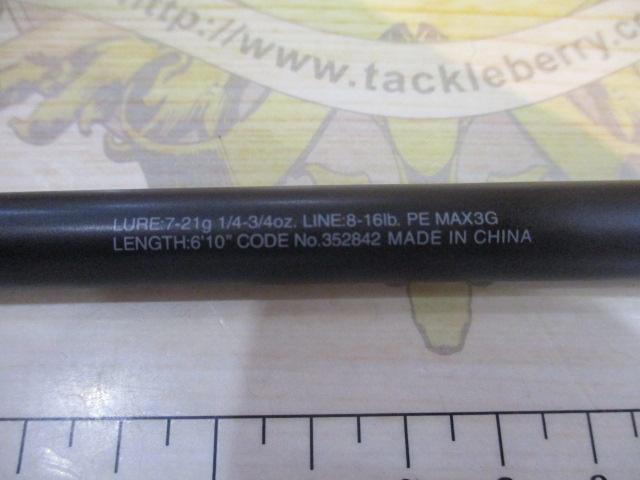 http://www.tackleberry.co
LURE:7-21g 1/4-3/4oz. LINE:8-16lb. PE MAX3G
LENGTH:6'10" CODE No.352842 MADE IN CHINA